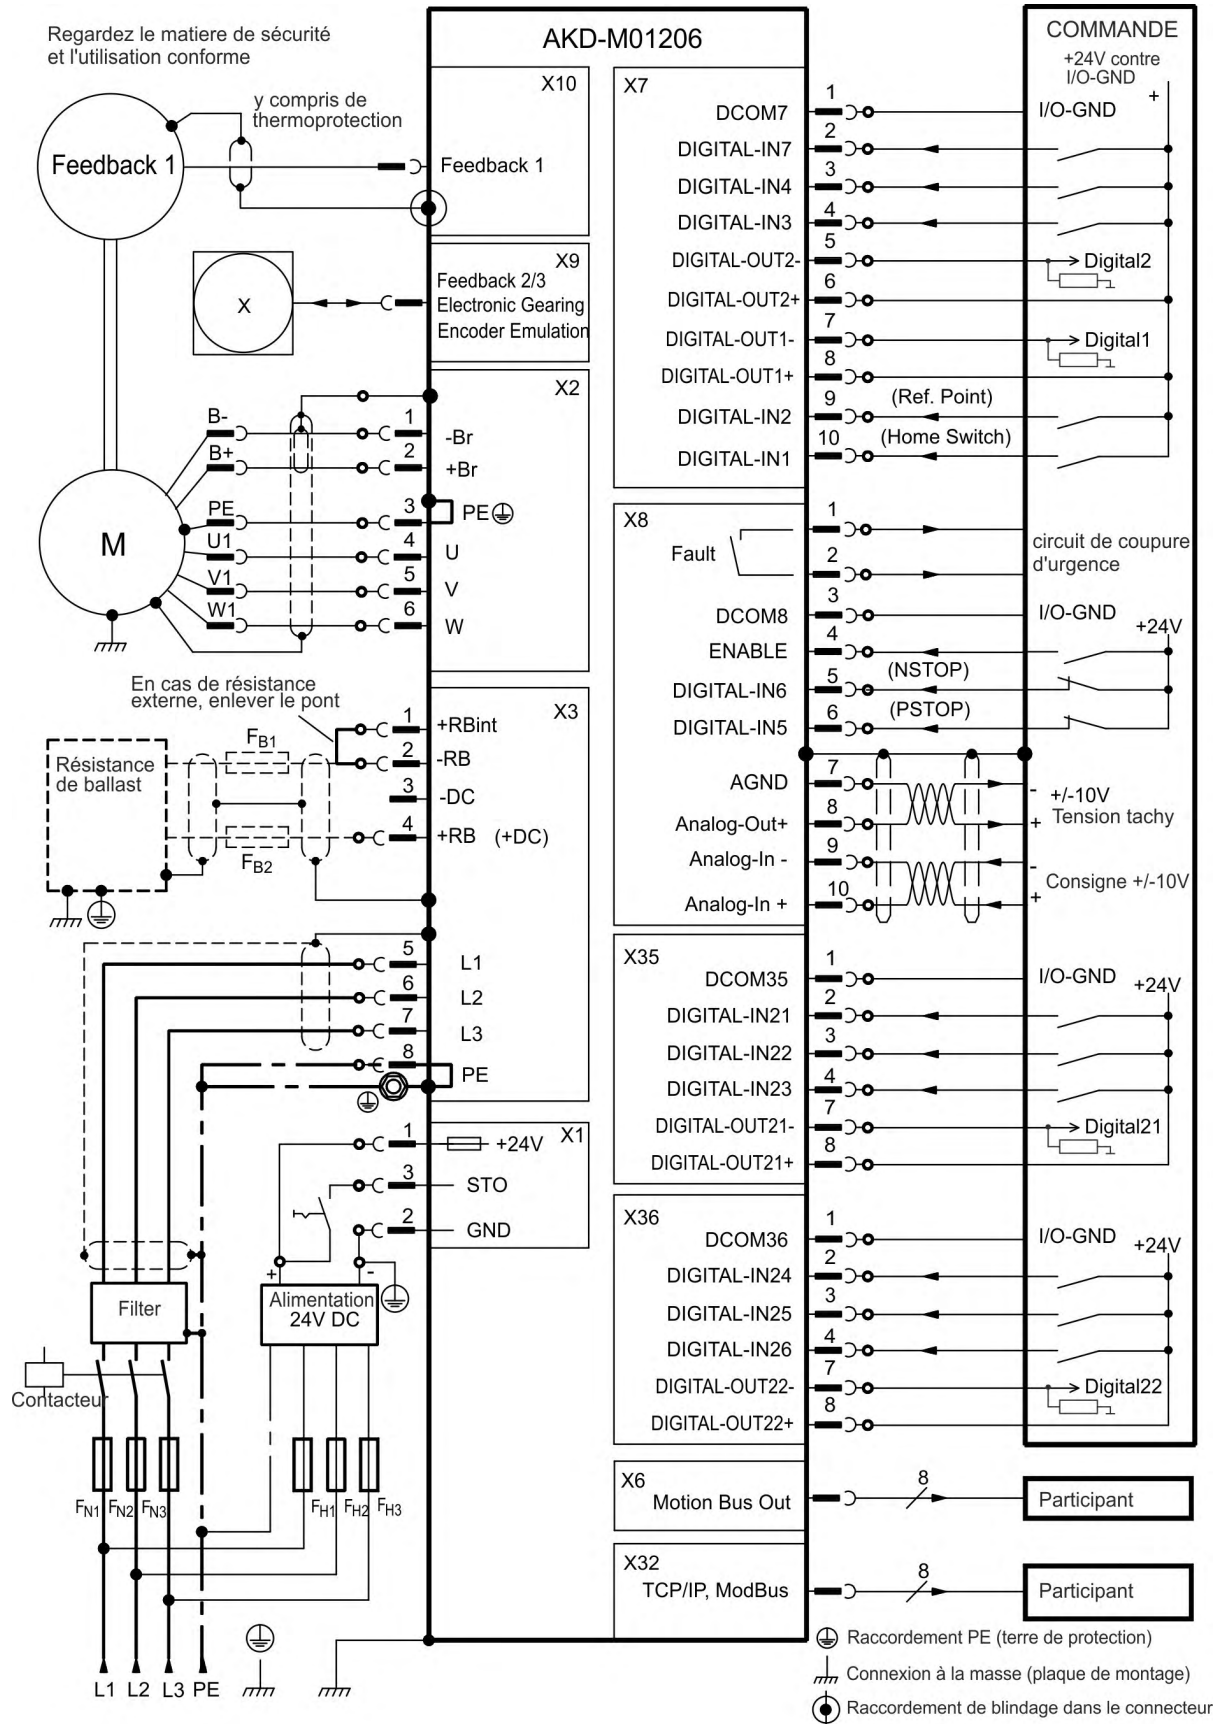 Regardez le matiere de sécurité
et l'utilisation conforme
AKD-M01206
COMMANDE
+24V contre
I/O-GND
+
Feedback 1
y compris de
thermoprotection
X10
Feedback 1
X
X9
Feedback 2/3
Electronic Gearing
Encoder Emulation
X2
B-
1
-Br
B+
2
+Br
PE
3
PE
U1
4
U
V1
5
V
W1
6
W
M
En cas de résistance
externe, enlever le pont
X3
1
+RBint
2
-RB
3
-DC
4
+RB (+DC)
FB1
FB2
Résistance
de ballast
5
L1
6
L2
7
L3
8
PE
X1
1
+24V
3
STO
2
GND
+
-
Alimentation
24V DC
Filter
Contacteur
FN1
FN2
FN3
FH1
FH2
FH3
L1
L2
L3
PE
X7
DCOM7
1
I/O-GND
DIGITAL-IN7
2
DIGITAL-IN4
3
DIGITAL-IN3
4
DIGITAL-OUT2-
5
Digital2
DIGITAL-OUT2+
6
DIGITAL-OUT1-
7
Digital1
DIGITAL-OUT1+
8
DIGITAL-IN2
9
(Ref. Point)
DIGITAL-IN1
10
(Home Switch)
X8
Fault
1
2
circuit de coupure
d'urgence
DCOM8
3
I/O-GND
+24V
ENABLE
4
DIGITAL-IN6
5
(NSTOP)
DIGITAL-IN5
6
(PSTOP)
AGND
7
-
Analog-Out+
8
+
+/-10V
Tension tachy
Analog-In -
9
-
Analog-In +
10
+
Consigne +/-10V
X35
DCOM35
1
I/O-GND
+24V
DIGITAL-IN21
2
DIGITAL-IN22
3
DIGITAL-IN23
4
DIGITAL-OUT21-
7
Digital21
DIGITAL-OUT21+
8
X36
DCOM36
1
I/O-GND
+24V
DIGITAL-IN24
2
DIGITAL-IN25
3
DIGITAL-IN26
4
DIGITAL-OUT22-
7
Digital22
DIGITAL-OUT22+
8
X6
Motion Bus Out
8
Participant
X32
TCP/IP, ModBus
8
Participant
Raccordement PE (terre de protection)
Connexion à la masse (plaque de montage)
Raccordement de blindage dans le connecteur